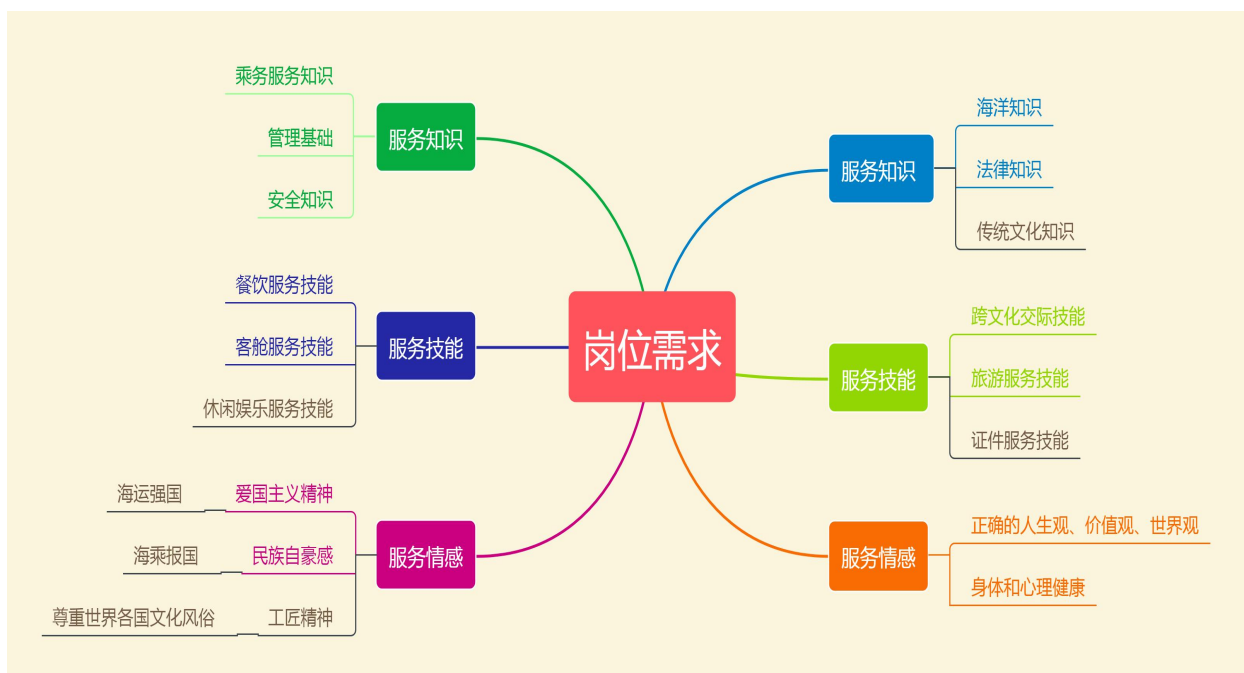 岗位需求
服务知识
乘务服务知识
管理基础
安全知识
服务技能
餐饮服务技能
客舱服务技能
休闲娱乐服务技能
服务情感
爱国主义精神
海运强国
民族自豪感
海乘报国
工匠精神
尊重世界各国文化风俗
服务知识
海洋知识
法律知识
传统文化知识
服务技能
跨文化交际技能
旅游服务技能
证件服务技能
服务情感
正确的人生观、价值观、世界观
身体和心理健康